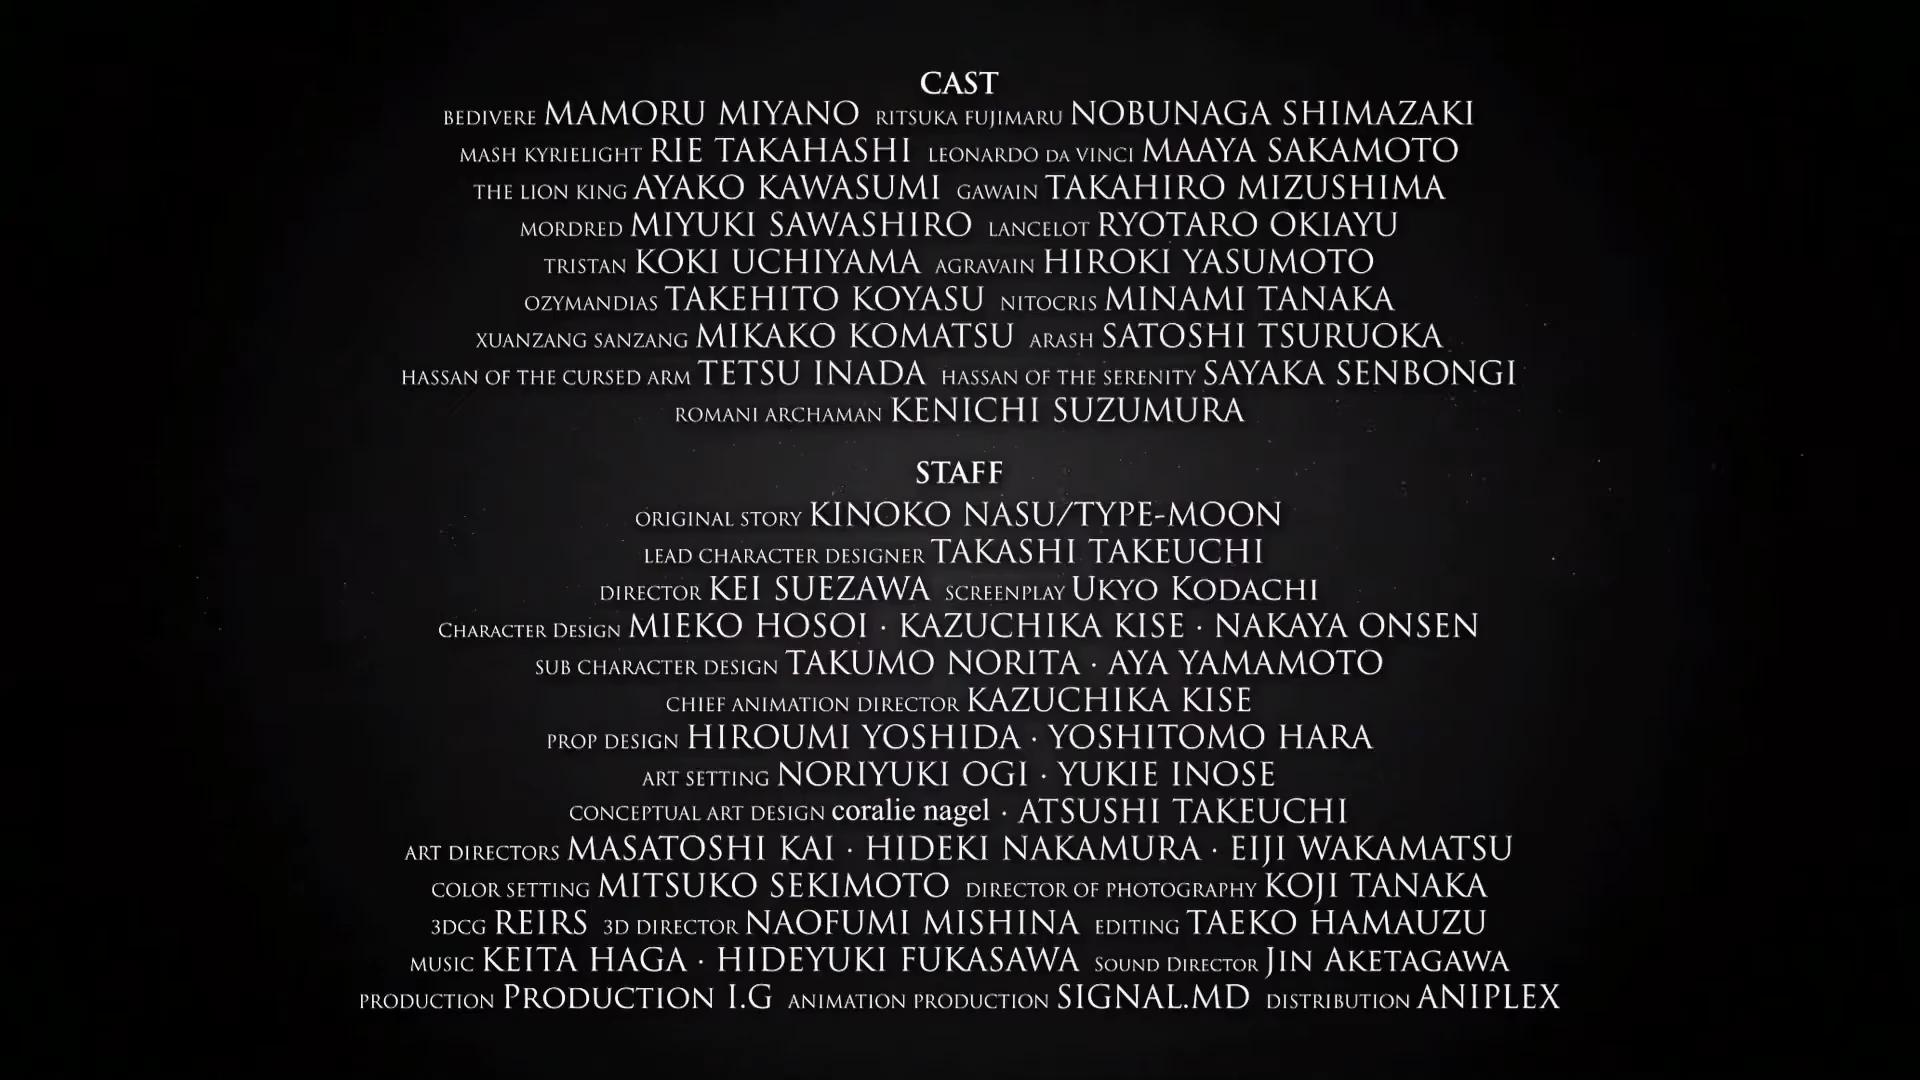 CAST
BEDIVERE MAMORU MIYANO RITSUKA FUJIMARU NOBUNAGA SHIMAZAKI
MASH KYRIELIGHT RIE TAKAHASHI LEONARDO DA VINCI MAAYA SAKAMOTO
THE LION KING AYAKO KAWASUMI GAWAIN TAKAHIRO MIZUSHIMA
MORDRED MIYUKI SAWASHIRO LANCELOT RYOTARO OKIAYU
TRISTAN KOKI UCHIYAMA AGRAVAIN HIROKI YASUMOTO
OZYMANDIAS TAKEHITO KOYASU NITOCRIS MINAMI TANAKA
XUANZANG SANZANG MIKAKO KOMATSU ARASH SATOSHI TSURUOKA
HASSAN OF THE CURSED ARM TETSU INADA HASSAN OF THE SERENITY SAYAKA SENBONGI
ROMANI ARCHAMAN KENICHI SUZUMURA
STAFF
ORIGINAL STORY KINOKO NASU/TYPE-MOON
LEAD CHARACTER DESIGNER TAKASHI TAKEUCHI
DIRECTOR KEI SUEZAWA SCREENPLAY UKYO KODACHI
CHARACTER DESIGN MIEKO HOSOI · KAZUCHIKA KISE · NAKAYA ONSEN
SUB CHARACTER DESIGN TAKUMO NORITA · AYA YAMAMOTO
CHIEF ANIMATION DIRECTOR KAZUCHIKA KISE
PROP DESIGN HIROUMI YOSHIDA · YOSHITOMO HARA
ART SETTING NORIYUKI OGI · YUKIE INOSE
CONCEPTUAL ART DESIGN coralie nagel · ATSUSHI TAKEUCHI
ART DIRECTORS MASATOSHI KAI · HIDEKI NAKAMURA · EIJI WAKAMATSU
COLOR SETTING MITSUKO SEKIMOTO DIRECTOR OF PHOTOGRAPHY KOJI TANAKA
3DCG REIRS 3D DIRECTOR NAOFUMI MISHINA EDITING TAEKO HAMAUZU
MUSIC KEITA HAGA · HIDEYUKI FUKASAWA SOUND DIRECTOR JIN AKETAGAWA
PRODUCTION PRODUCTION I.G ANIMATION PRODUCTION SIGNAL.MD DISTRIBUTION ANIPLEX